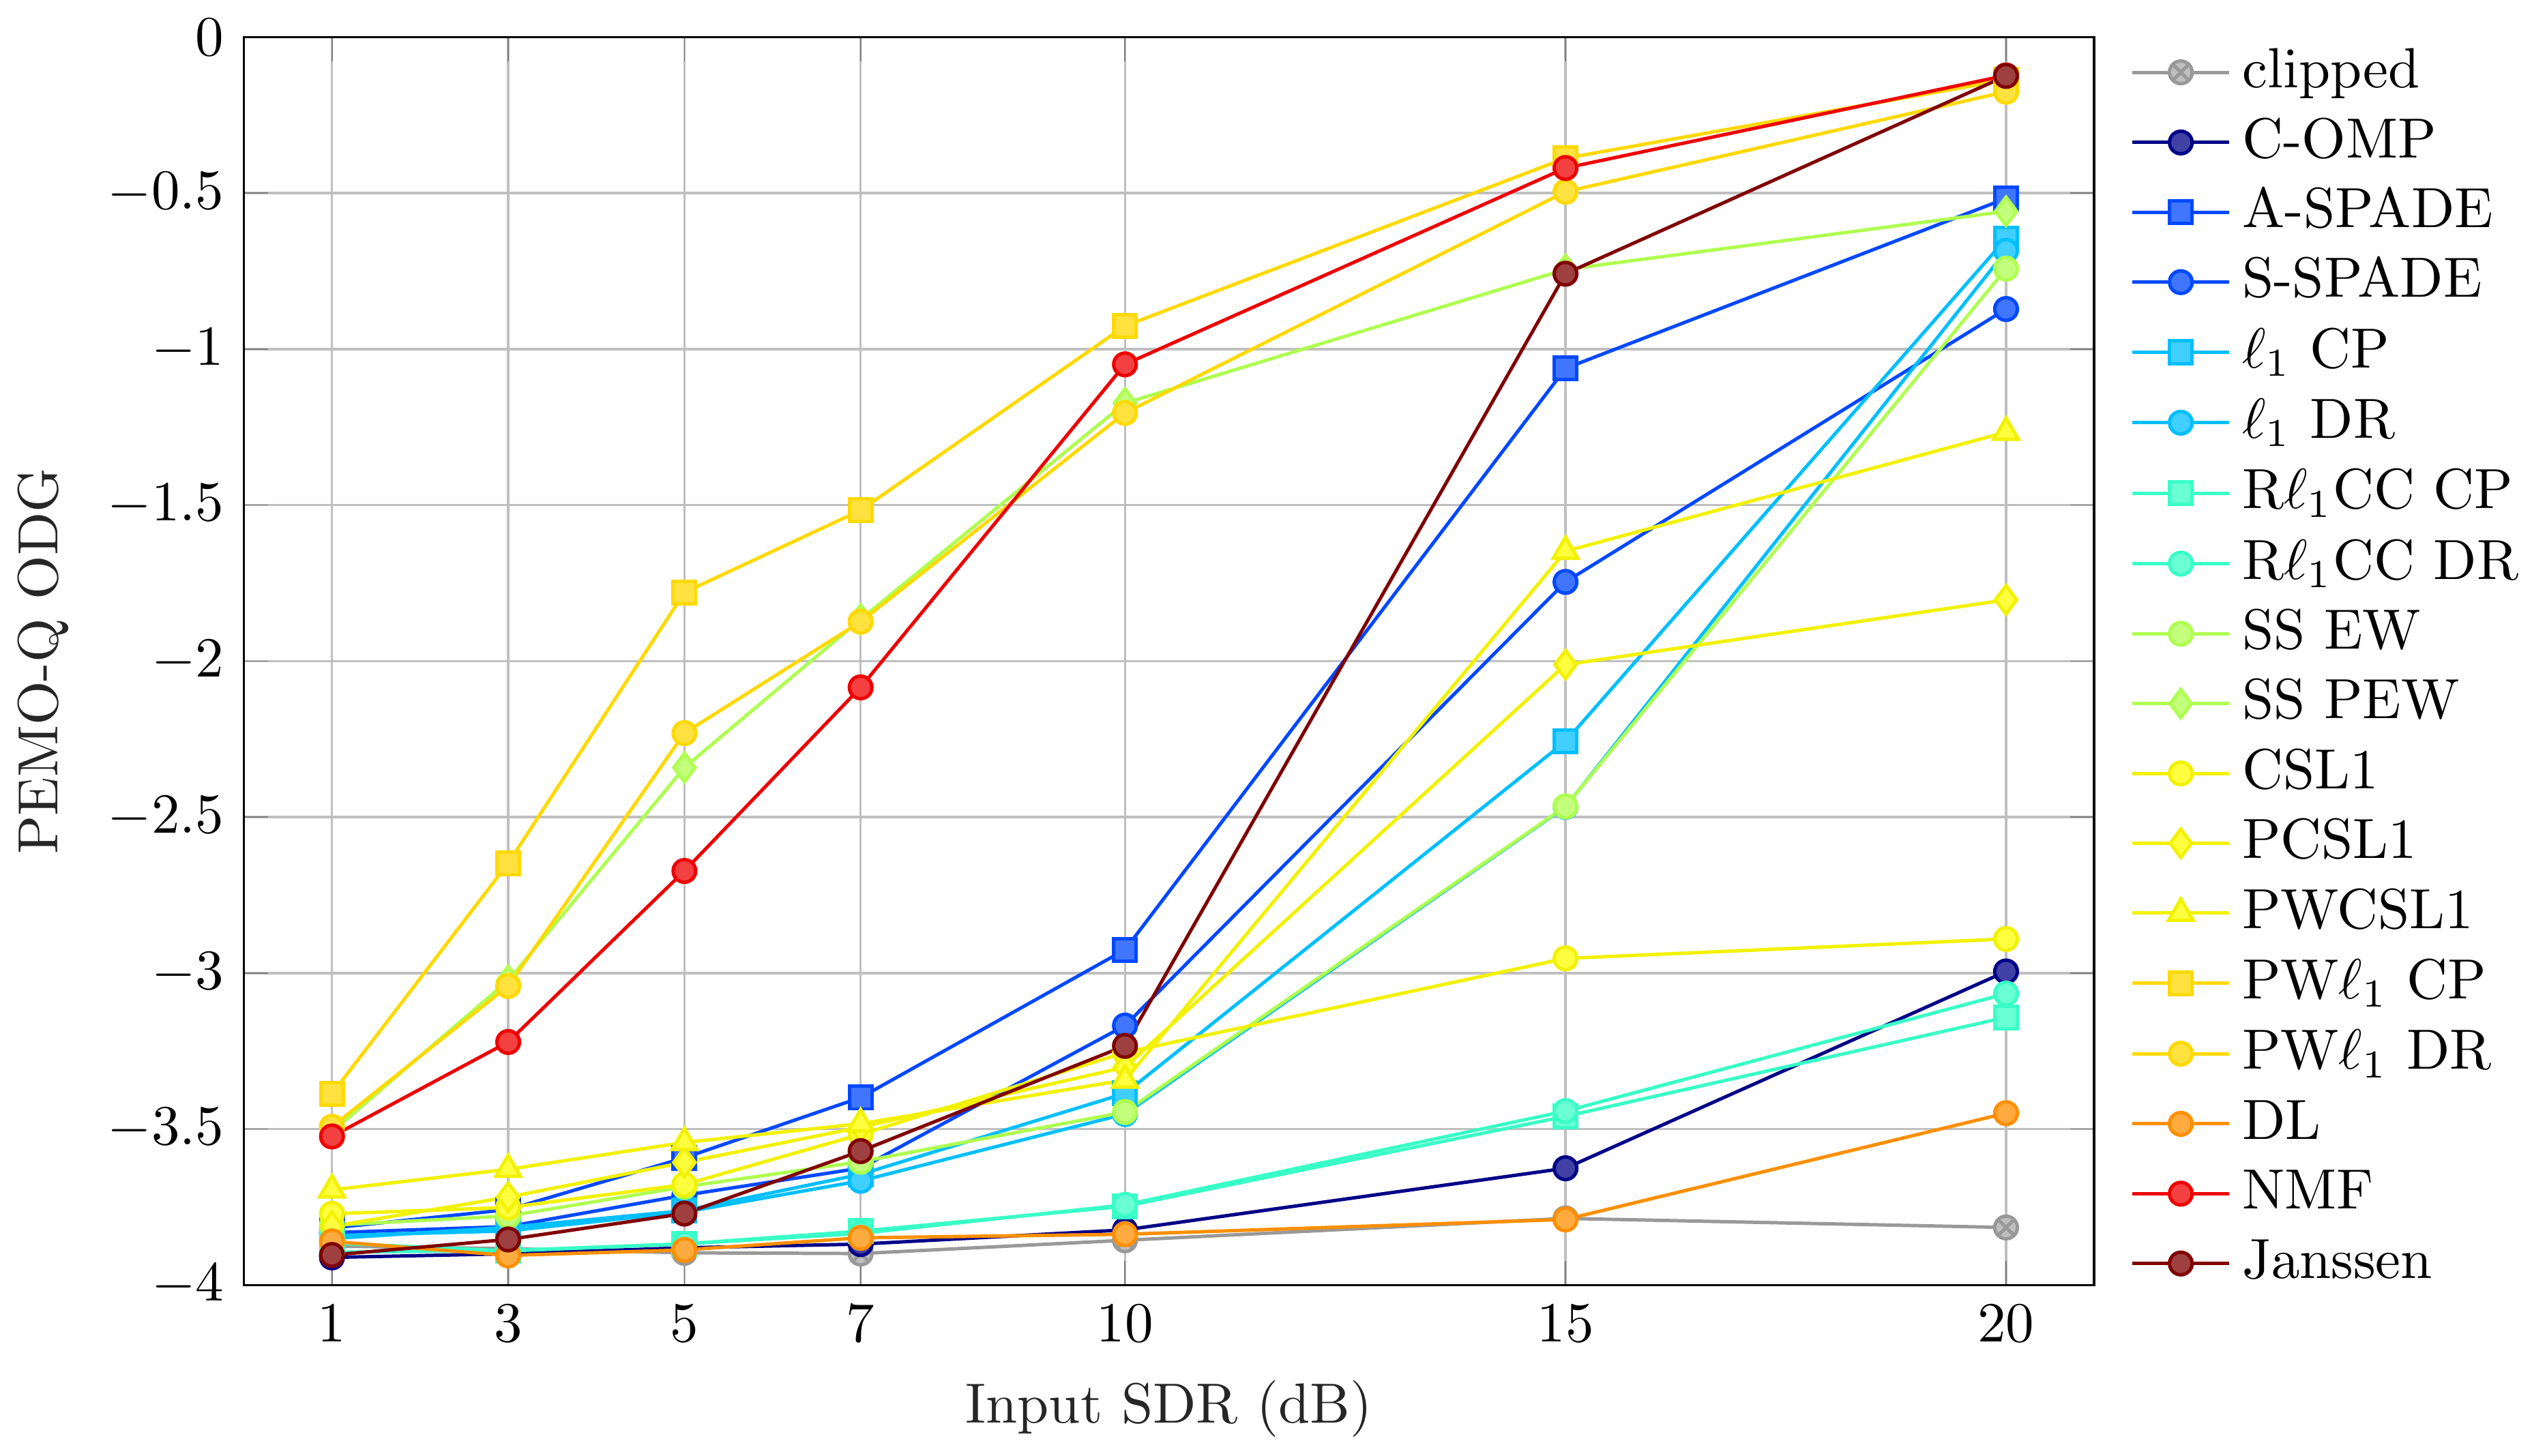 PEMO-Q ODG
0
−0.5
−1
−1.5
−2
−2.5
−3
−3.5
−4
1 3 5 7 10 15 20
Input SDR (dB)
clipped
C-OMP
A-SPADE
S-SPADE
ℓ₁ CP
ℓ₁ DR
Rℓ₁CC CP
Rℓ₁CC DR
SS EW
SS PEW
CSL1
PCSL1
PWCSL1
PWℓ₁ CP
PWℓ₁ DR
DL
NMF
Janssen